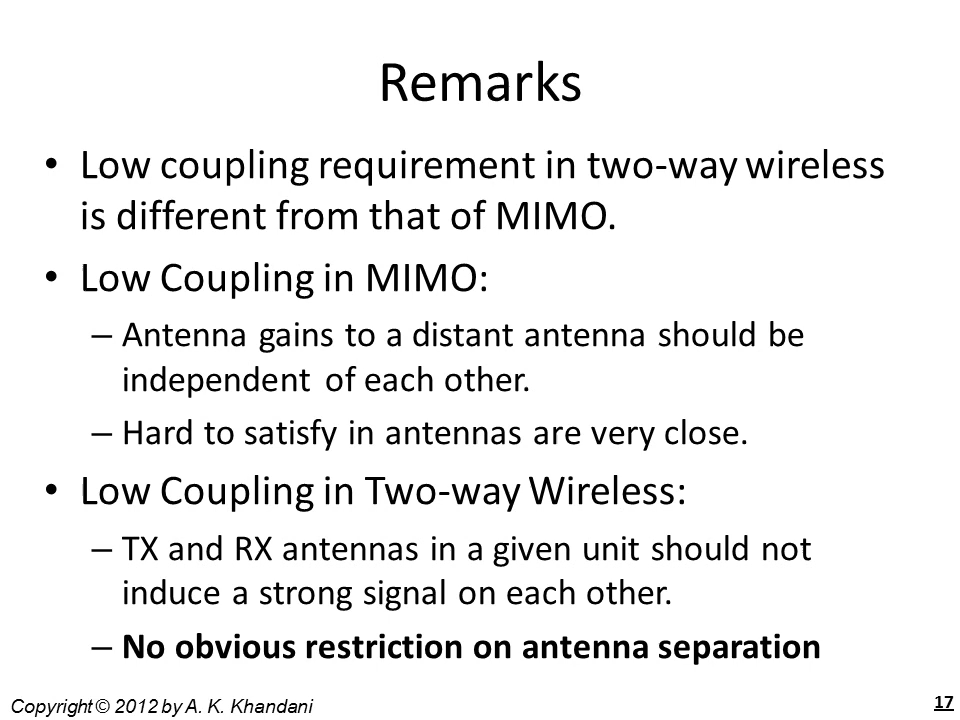 Remarks
• Low coupling requirement in two-way wireless
is different from that of MIMO.
• Low Coupling in MIMO:
– Antenna gains to a distant antenna should be
independent of each other.
– Hard to satisfy in antennas are very close.
• Low Coupling in Two-way Wireless:
– TX and RX antennas in a given unit should not
induce a strong signal on each other.
– No obvious restriction on antenna separation
Copyright © 2012 by A. K. Khandani
17